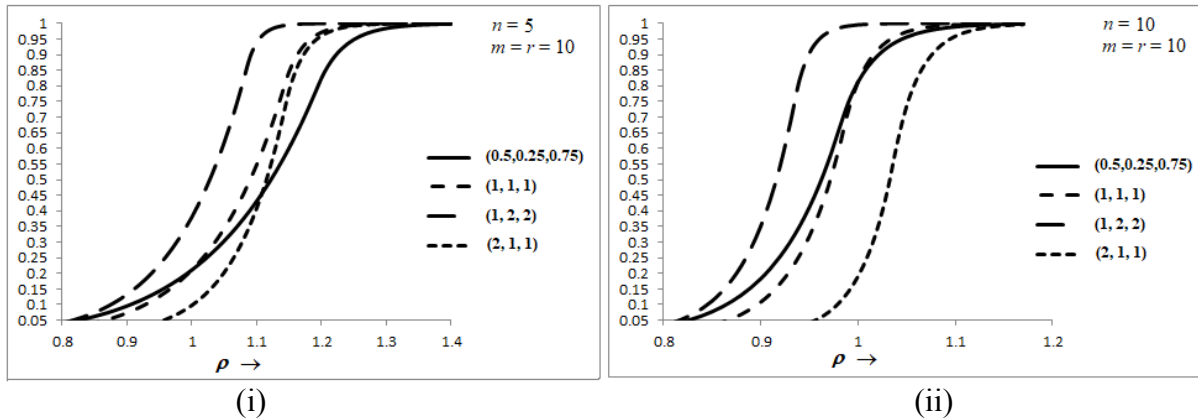 1
0.95
0.9
0.85
0.8
0.75
0.7
0.65
0.6
0.55
0.5
0.45
0.4
0.35
0.3
0.25
0.2
0.15
0.1
0.05
0.8 0.9 1 1.1 1.2 1.3 1.4
ρ →
n = 5
m = r = 10
(0.5,0.25,0.75)
(1, 1, 1)
(1, 2, 2)
(2, 1, 1)
(i)
1
0.95
0.9
0.85
0.8
0.75
0.7
0.65
0.6
0.55
0.5
0.45
0.4
0.35
0.3
0.25
0.2
0.15
0.1
0.05
0.8 0.9 1 1.1 1.2
ρ →
n = 10
m = r = 10
(0.5,0.25,0.75)
(1, 1, 1)
(1, 2, 2)
(2, 1, 1)
(ii)